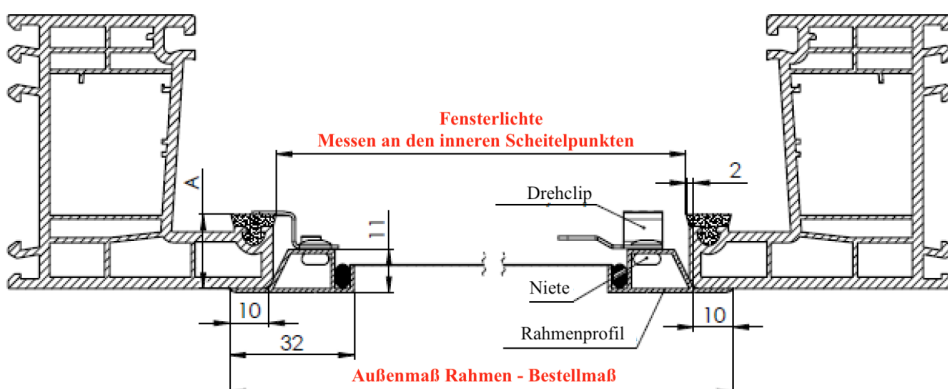 Fensterlichte
Messen an den inneren Scheitelpunkten
A
2
Drehclip
11
Niete
10
10
Rahmenprofil
32
Außenmaß Rahmen - Bestellmaß